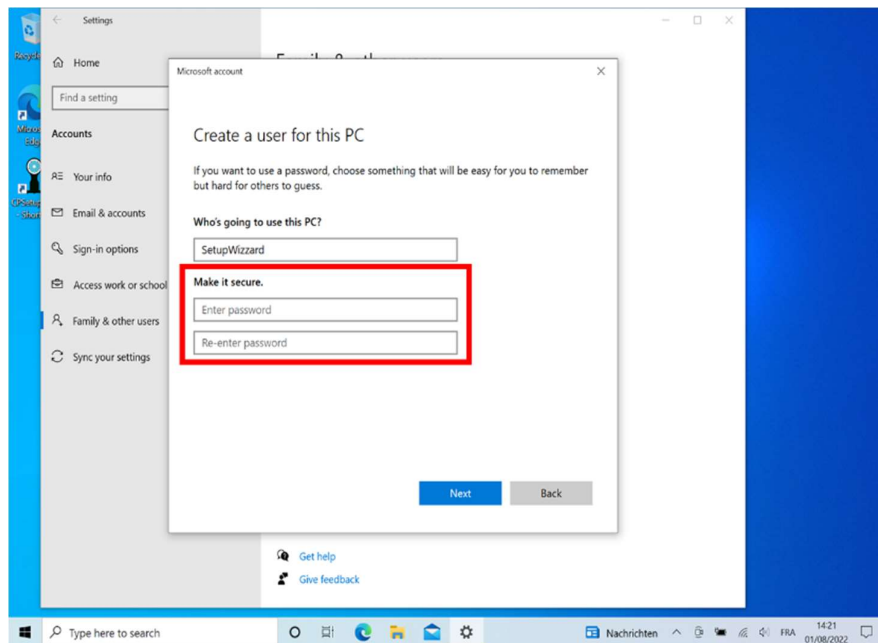 Settings
Recycle
Home
Microsoft account
Find a setting
Accounts
Create a user for this PC
Your info
If you want to use a password, choose something that will be easy for you to remember
but hard for others to guess.
Email & accounts
Who's going to use this PC?
Sign-in options
SetupWizzard
Access work or school
Make it secure.
Enter password
Family & other users
Re-enter password
Sync your settings
Next
Back
Get help
Give feedback
Type here to search
Nachrichten
FRA
14:21
01/08/2022